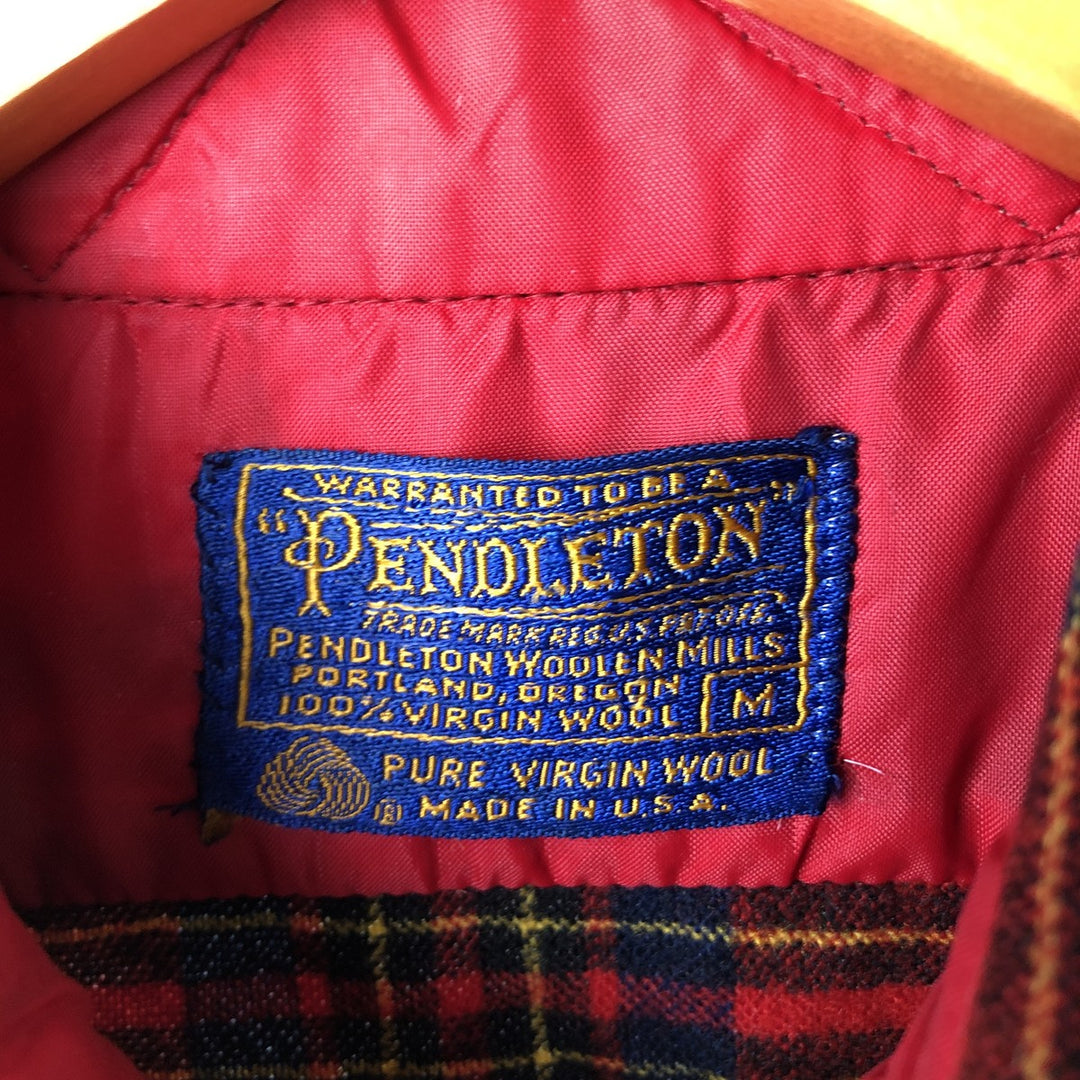 WARRANTED TO BE A
"PENDLETON"
TRADE MARK REG. U.S. PAT. OFF.
PENDLETON WOOLEN MILLS
PORTLAND, OREGON
100% VIRGIN WOOL M
PURE VIRGIN WOOL
® MADE IN U.S.A.